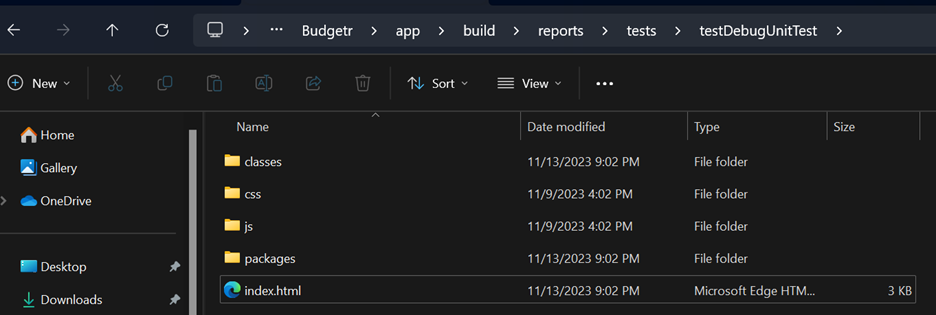 Budgetr > app > build > reports > tests > testDebugUnitTest >
New Sort View
Home
Gallery
OneDrive
Desktop
Downloads
Name Date modified Type Size
classes 11/13/2023 9:02 PM File folder
css 11/9/2023 4:02 PM File folder
js 11/9/2023 4:02 PM File folder
packages 11/13/2023 9:02 PM File folder
index.html 11/13/2023 9:02 PM Microsoft Edge HTM... 3 KB